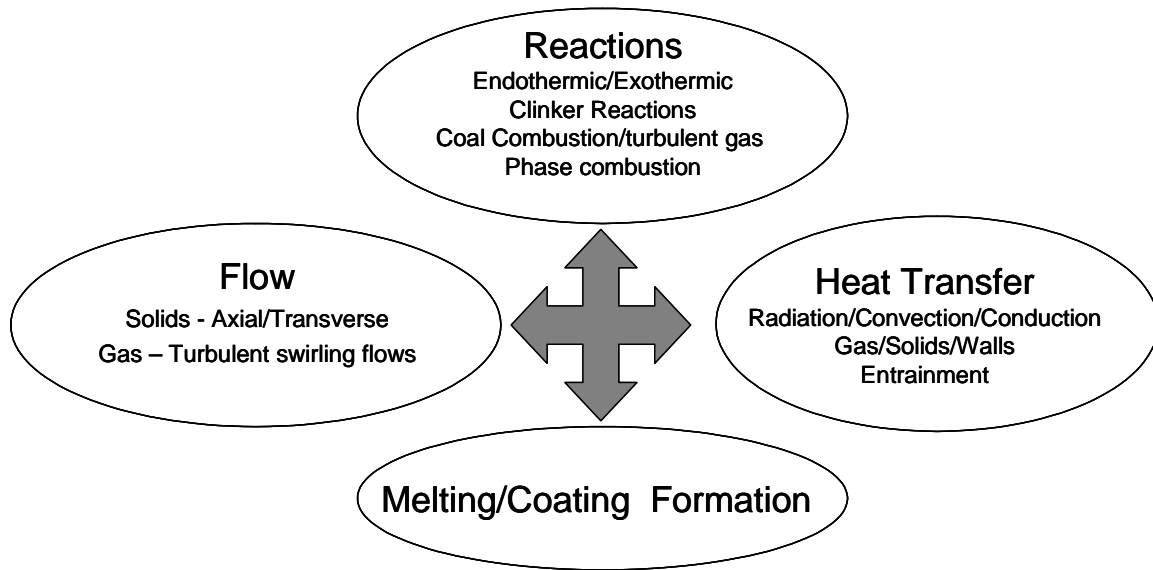 Reactions
Endothermic/Exothermic
Clinker Reactions
Coal Combustion/turbulent gas
Phase combustion
Flow
Solids - Axial/Transverse
Gas – Turbulent swirling flows
Heat Transfer
Radiation/Convection/Conduction
Gas/Solids/Walls
Entrainment
Melting/Coating Formation